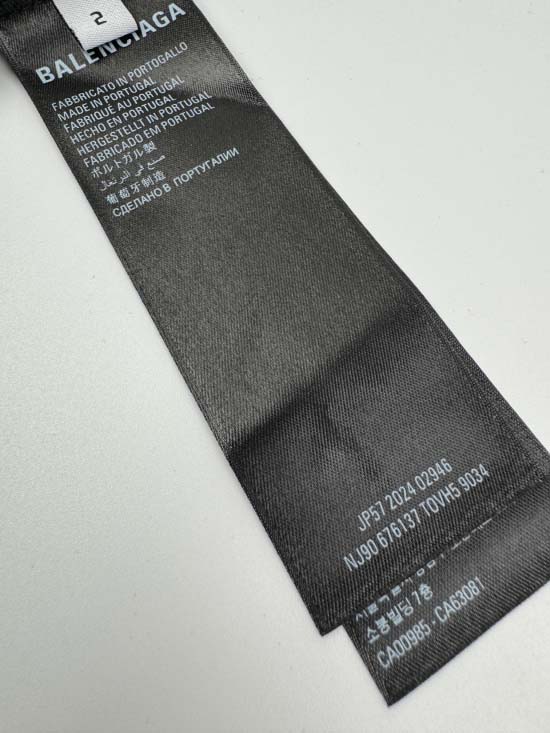 2
BALENCIAGA
FABBRICATO IN PORTOGALLO
MADE IN PORTUGAL
FABRIQUÉ AU PORTUGAL
HECHO EN PORTUGAL
HERGESTELLT IN PORTUGAL
FABRICADO EM PORTUGAL
ポルトガル製
صنع في البرتغال
葡萄牙制造
СДЕЛАНО В ПОРТУГАЛИИ
JP57 2024 02946
NJ90 676137 TOVH5 9034
소봉빌딩 7층
CA00985 - CA63081